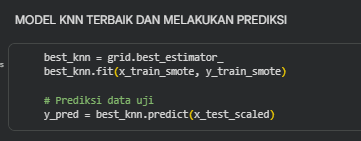 MODEL KNN TERBAIK DAN MELAKUKAN PREDIKSI
best_knn = grid.best_estimator_
s
best_knn.fit(x_train_smote, y_train_smote)
# Prediksi data uji
y_pred = best_knn.predict(x_test_scaled)